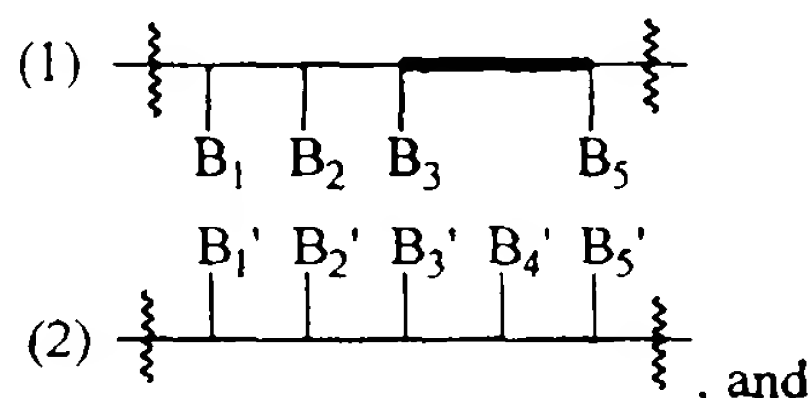 (1)
B₁ B₂ B₃ B₅
B₁' B₂' B₃' B₄' B₅'
(2)
, and